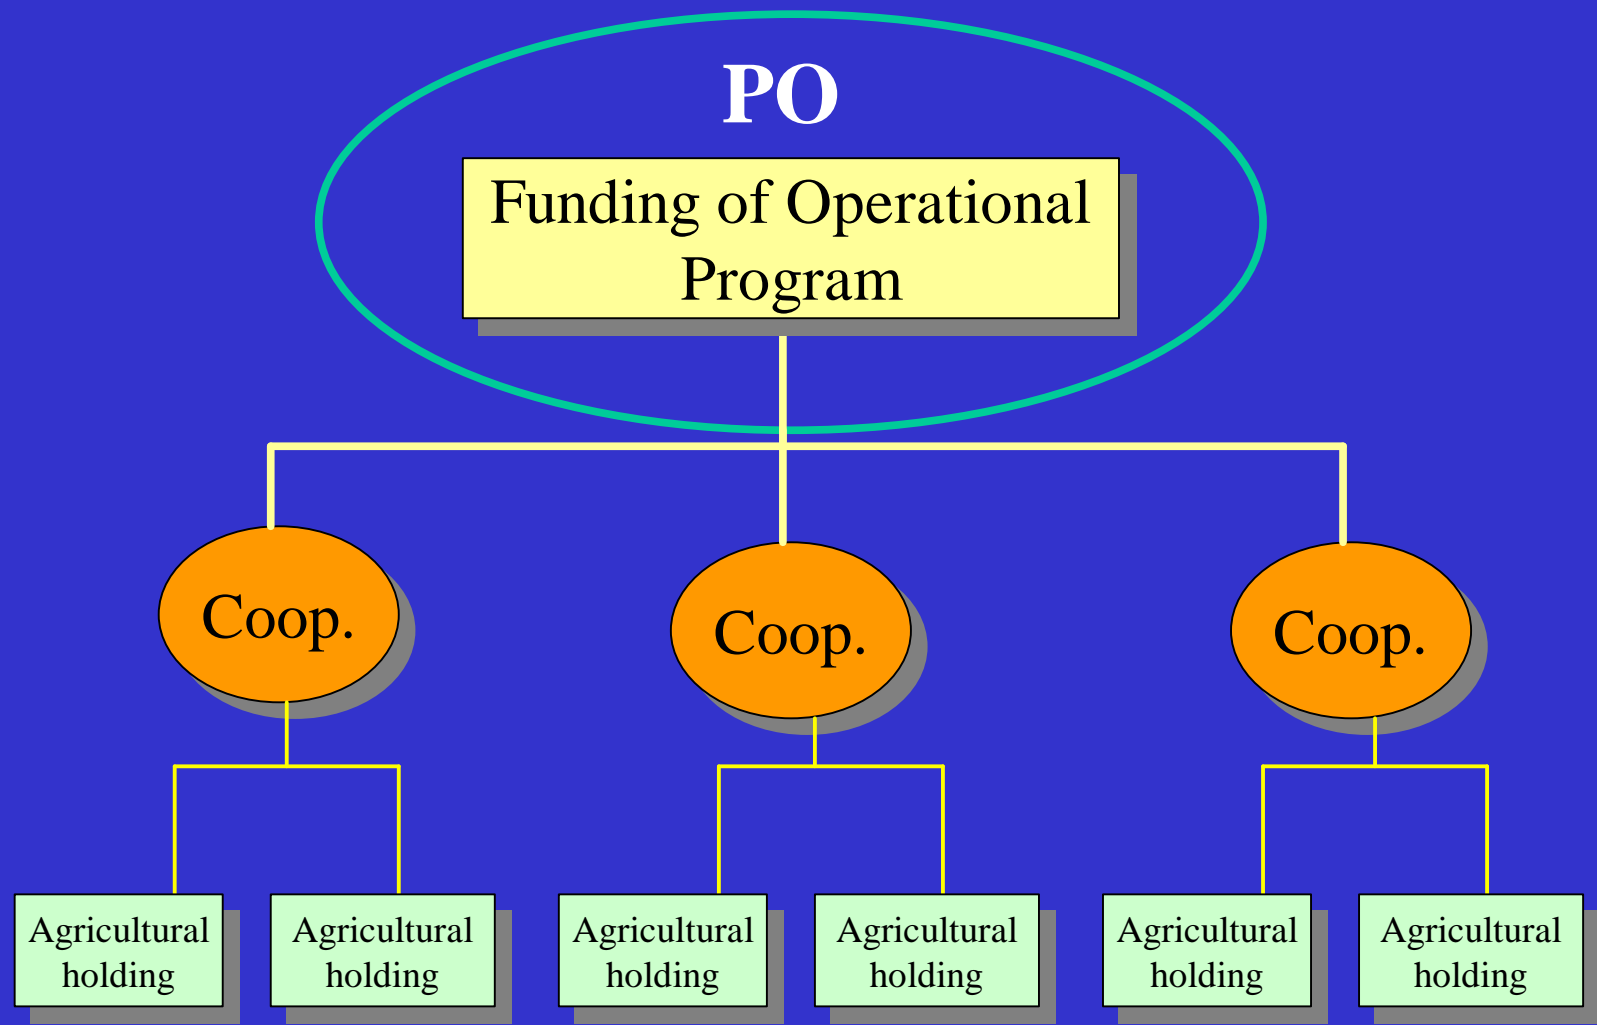 PO
Funding of Operational
Program
Coop.
Coop.
Coop.
Agricultural
holding
Agricultural
holding
Agricultural
holding
Agricultural
holding
Agricultural
holding
Agricultural
holding